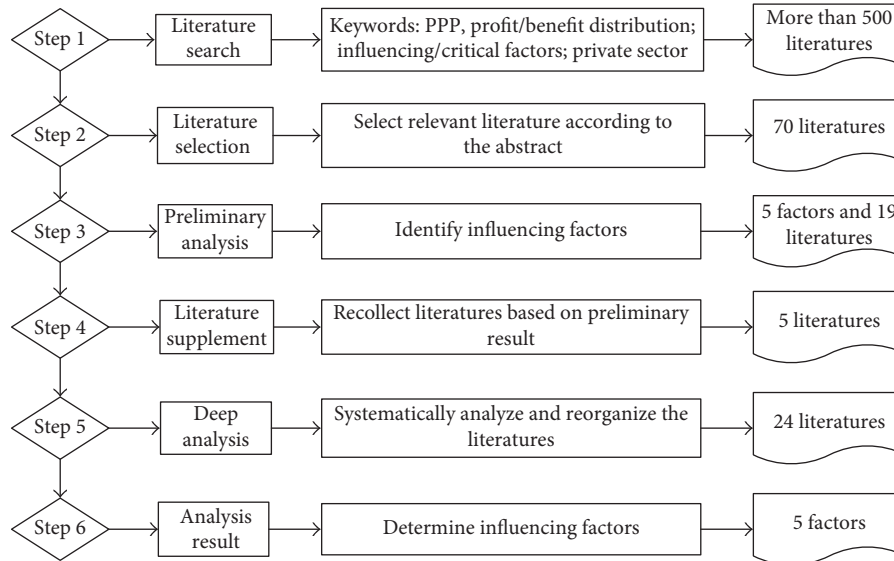 Step 1
Literature
search
Keywords: PPP, profit/benefit distribution;
influencing/critical factors; private sector
More than 500
literatures
Step 2
Literature
selection
Select relevant literature according to
the abstract
70 literatures
Step 3
Preliminary
analysis
Identify influencing factors
5 factors and 19
literatures
Step 4
Literature
supplement
Recollect literatures based on preliminary
result
5 literatures
Step 5
Deep
analysis
Systematically analyze and reorganize the
literatures
24 literatures
Step 6
Analysis
result
Determine influencing factors
5 factors